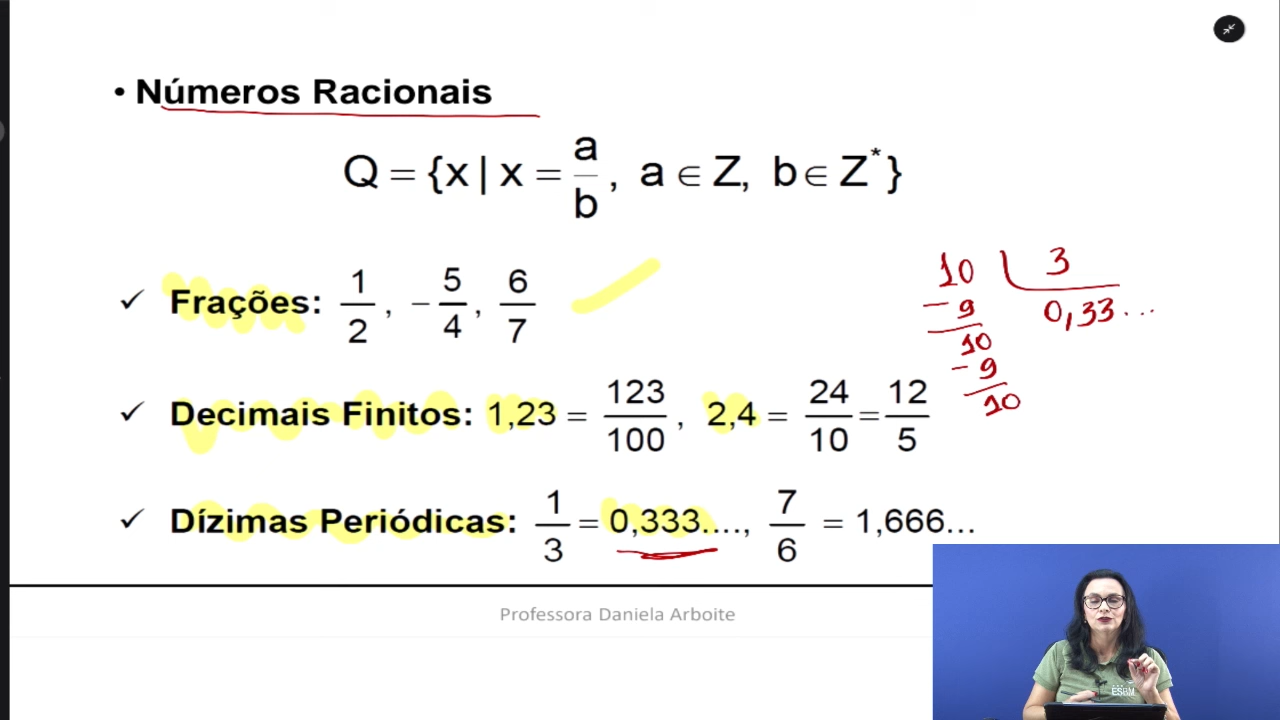 • Números Racionais
Q = {x | x = a/b, a ∈ Z, b ∈ Z*}
✓ Frações: 1/2, −5/4, 6/7
10 | 3
− 9 0,33...
10
− 9
10
✓ Decimais Finitos: 1,23 = 123/100, 2,4 = 24/10 = 12/5
✓ Dízimas Periódicas: 1/3 = 0,333...., 7/6 = 1,666...
Professora Daniela Arboite
ESBM